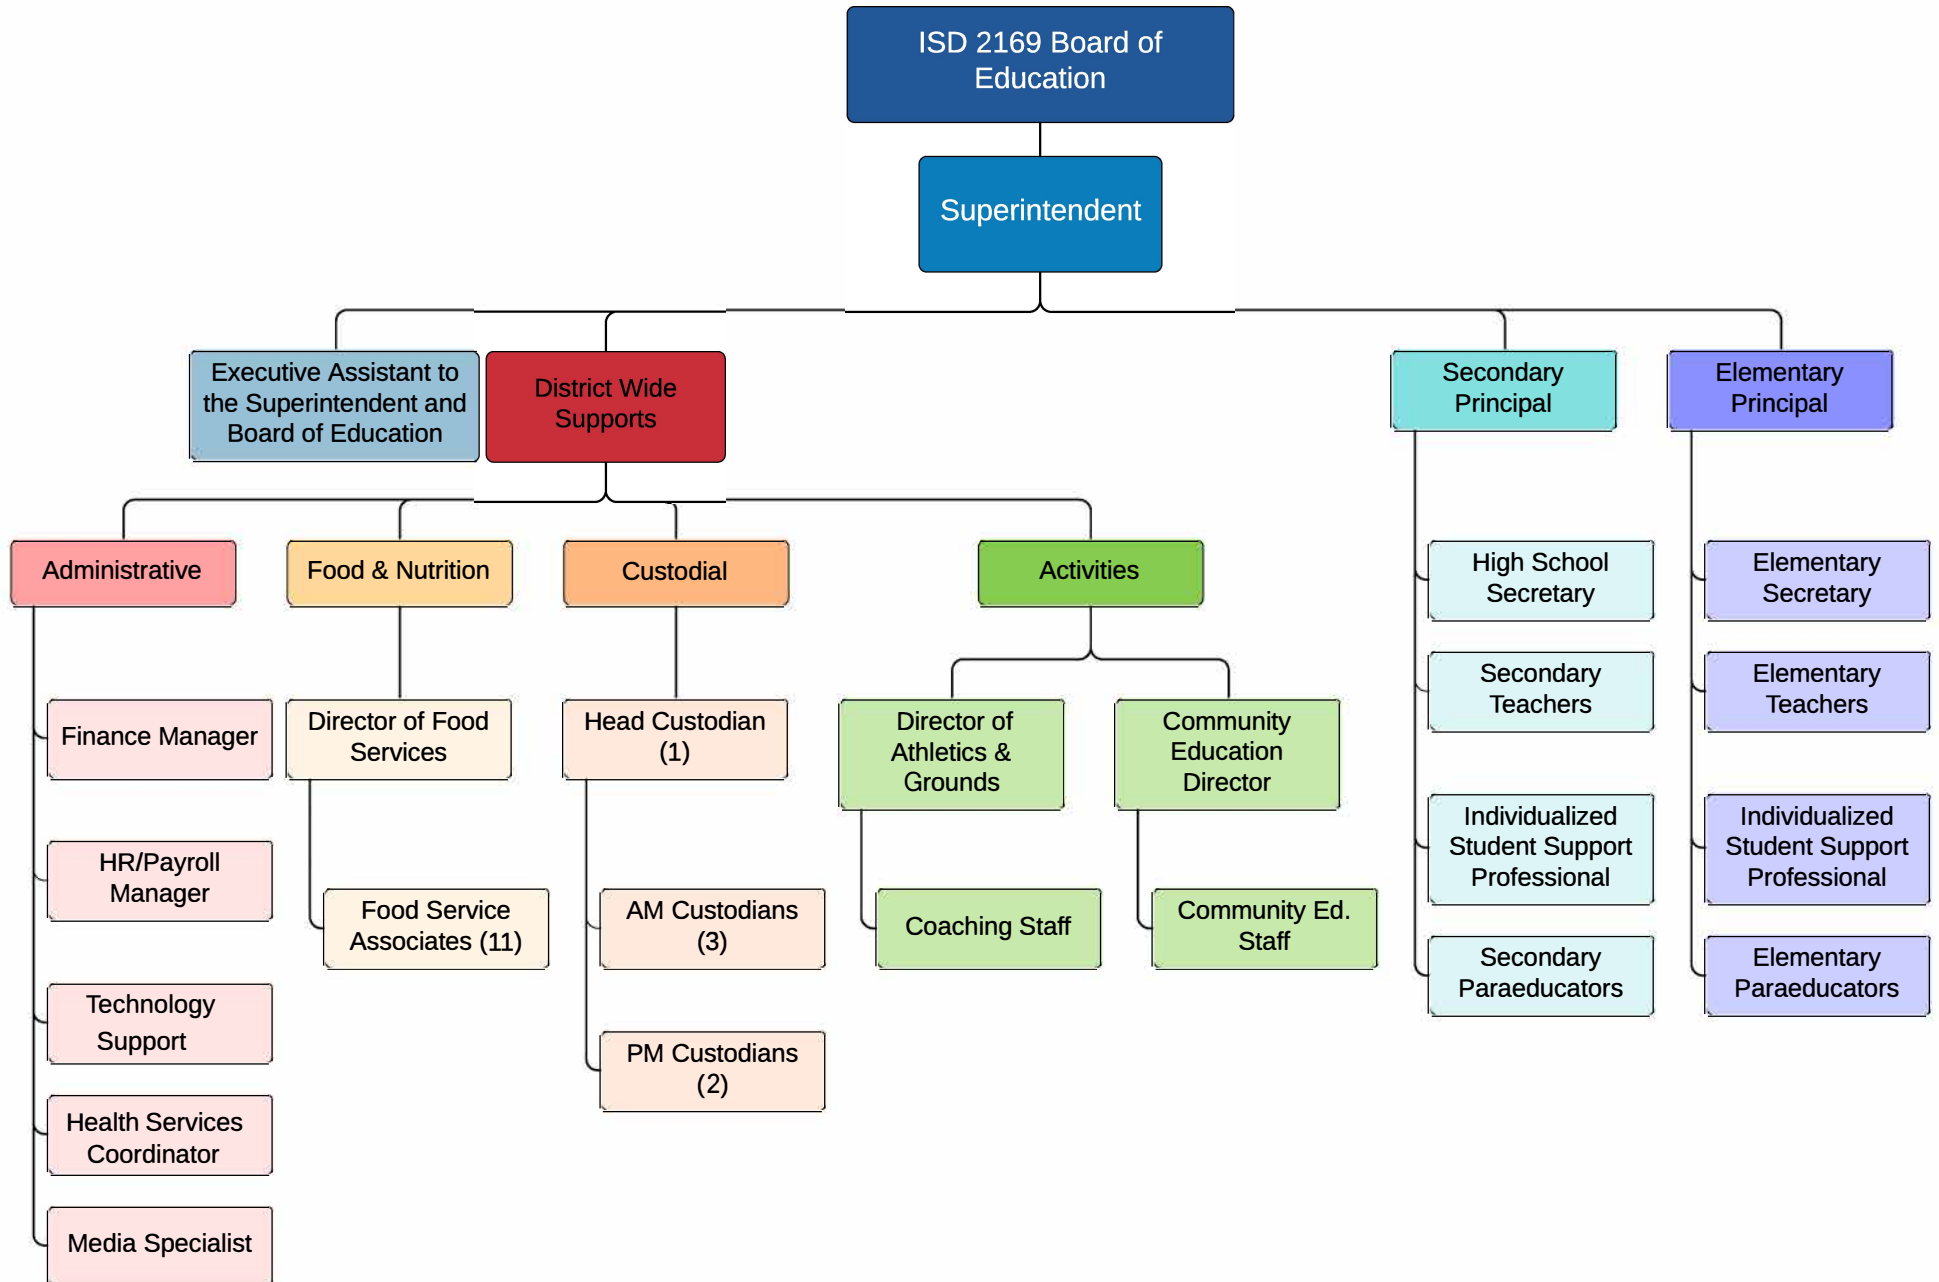 ISD 2169 Board of
Education
Superintendent
Executive Assistant to
the Superintendent and
Board of Education
District Wide
Supports
Secondary
Principal
Elementary
Principal
Administrative
Food & Nutrition
Custodial
Activities
High School
Secretary
Elementary
Secretary
Secondary
Teachers
Elementary
Teachers
Finance Manager
Director of Food
Services
Head Custodian
(1)
Director of
Athletics &
Grounds
Community
Education
Director
Individualized
Student Support
Professional
Individualized
Student Support
Professional
HR/Payroll
Manager
Food Service
Associates (11)
AM Custodians
(3)
Coaching Staff
Community Ed.
Staff
Secondary
Paraeducators
Elementary
Paraeducators
Technology
Support
PM Custodians
(2)
Health Services
Coordinator
Media Specialist